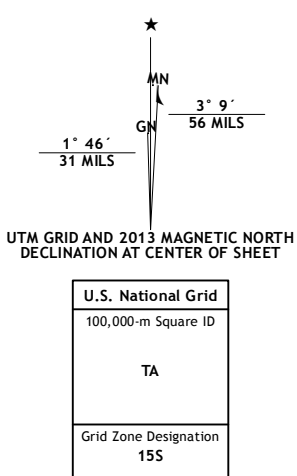 ★
MN
3° 9´
56 MILS
GN
1° 46´
31 MILS
UTM GRID AND 2013 MAGNETIC NORTH
DECLINATION AT CENTER OF SHEET
U.S. National Grid
100,000-m Square ID
TA
Grid Zone Designation
15S